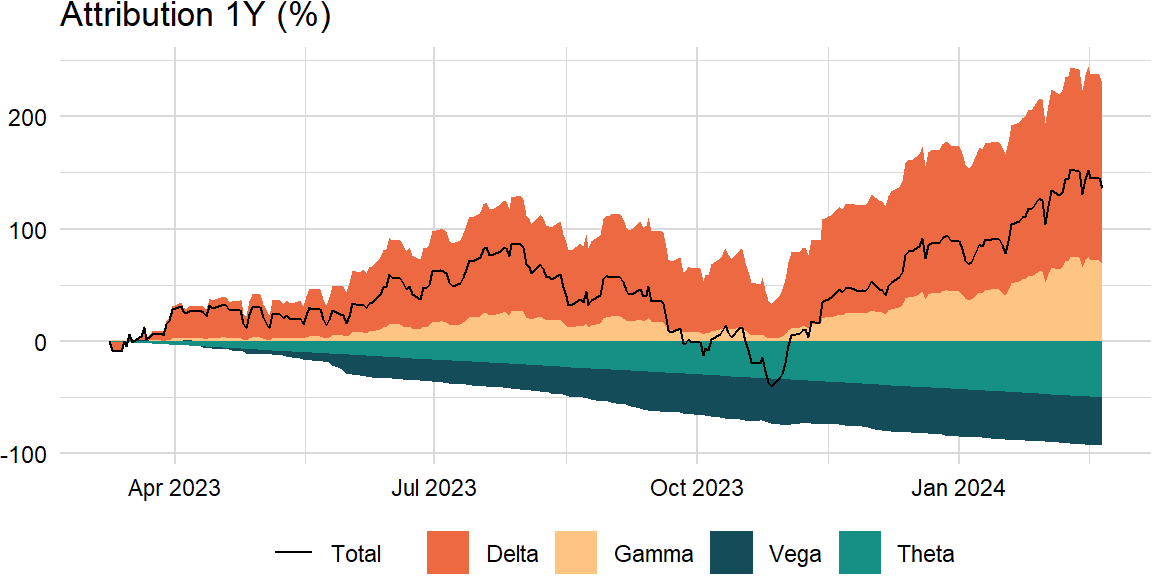 Attribution 1Y (%)
200
100
0
-100
Apr 2023 Jul 2023 Oct 2023 Jan 2024
Total Delta Gamma Vega Theta